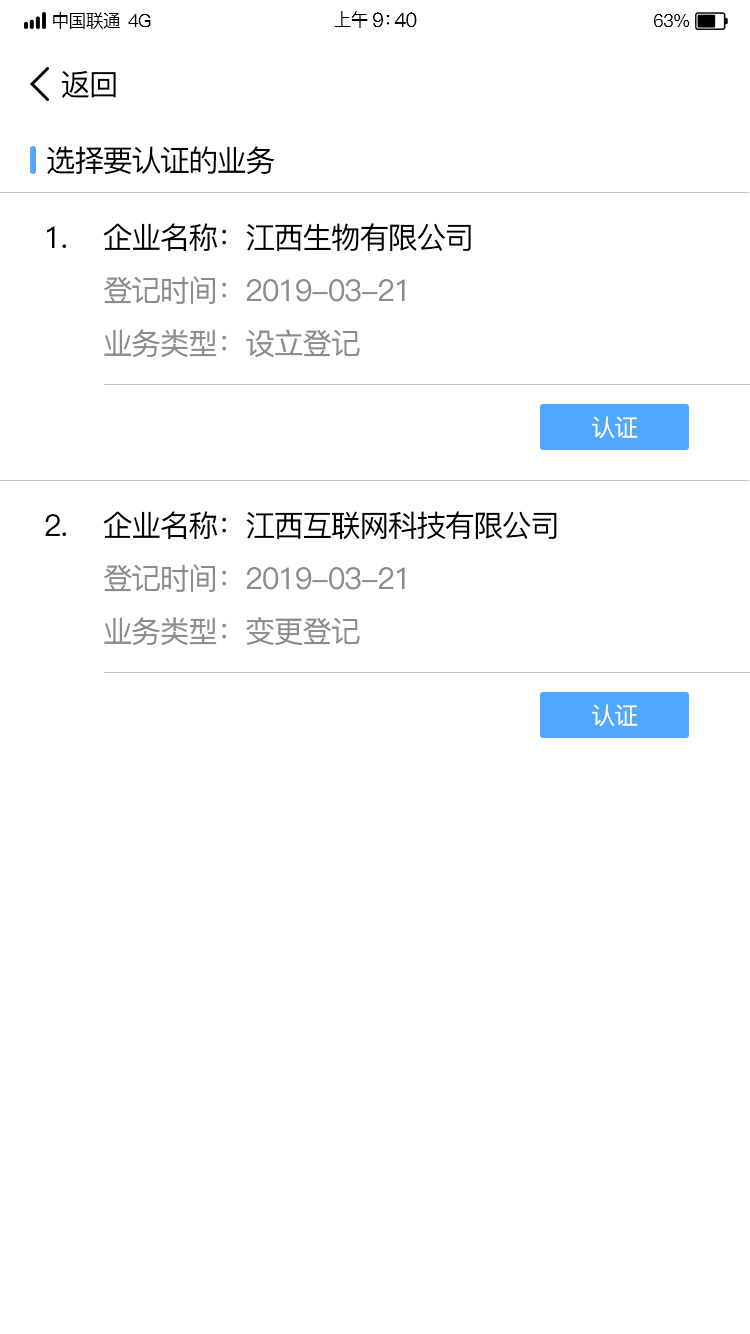 中国联通 4G 上午 9:40 63%
返回
选择要认证的业务
1. 企业名称：江西生物有限公司
登记时间：2019-03-21
业务类型：设立登记
认证
2. 企业名称：江西互联网科技有限公司
登记时间：2019-03-21
业务类型：变更登记
认证